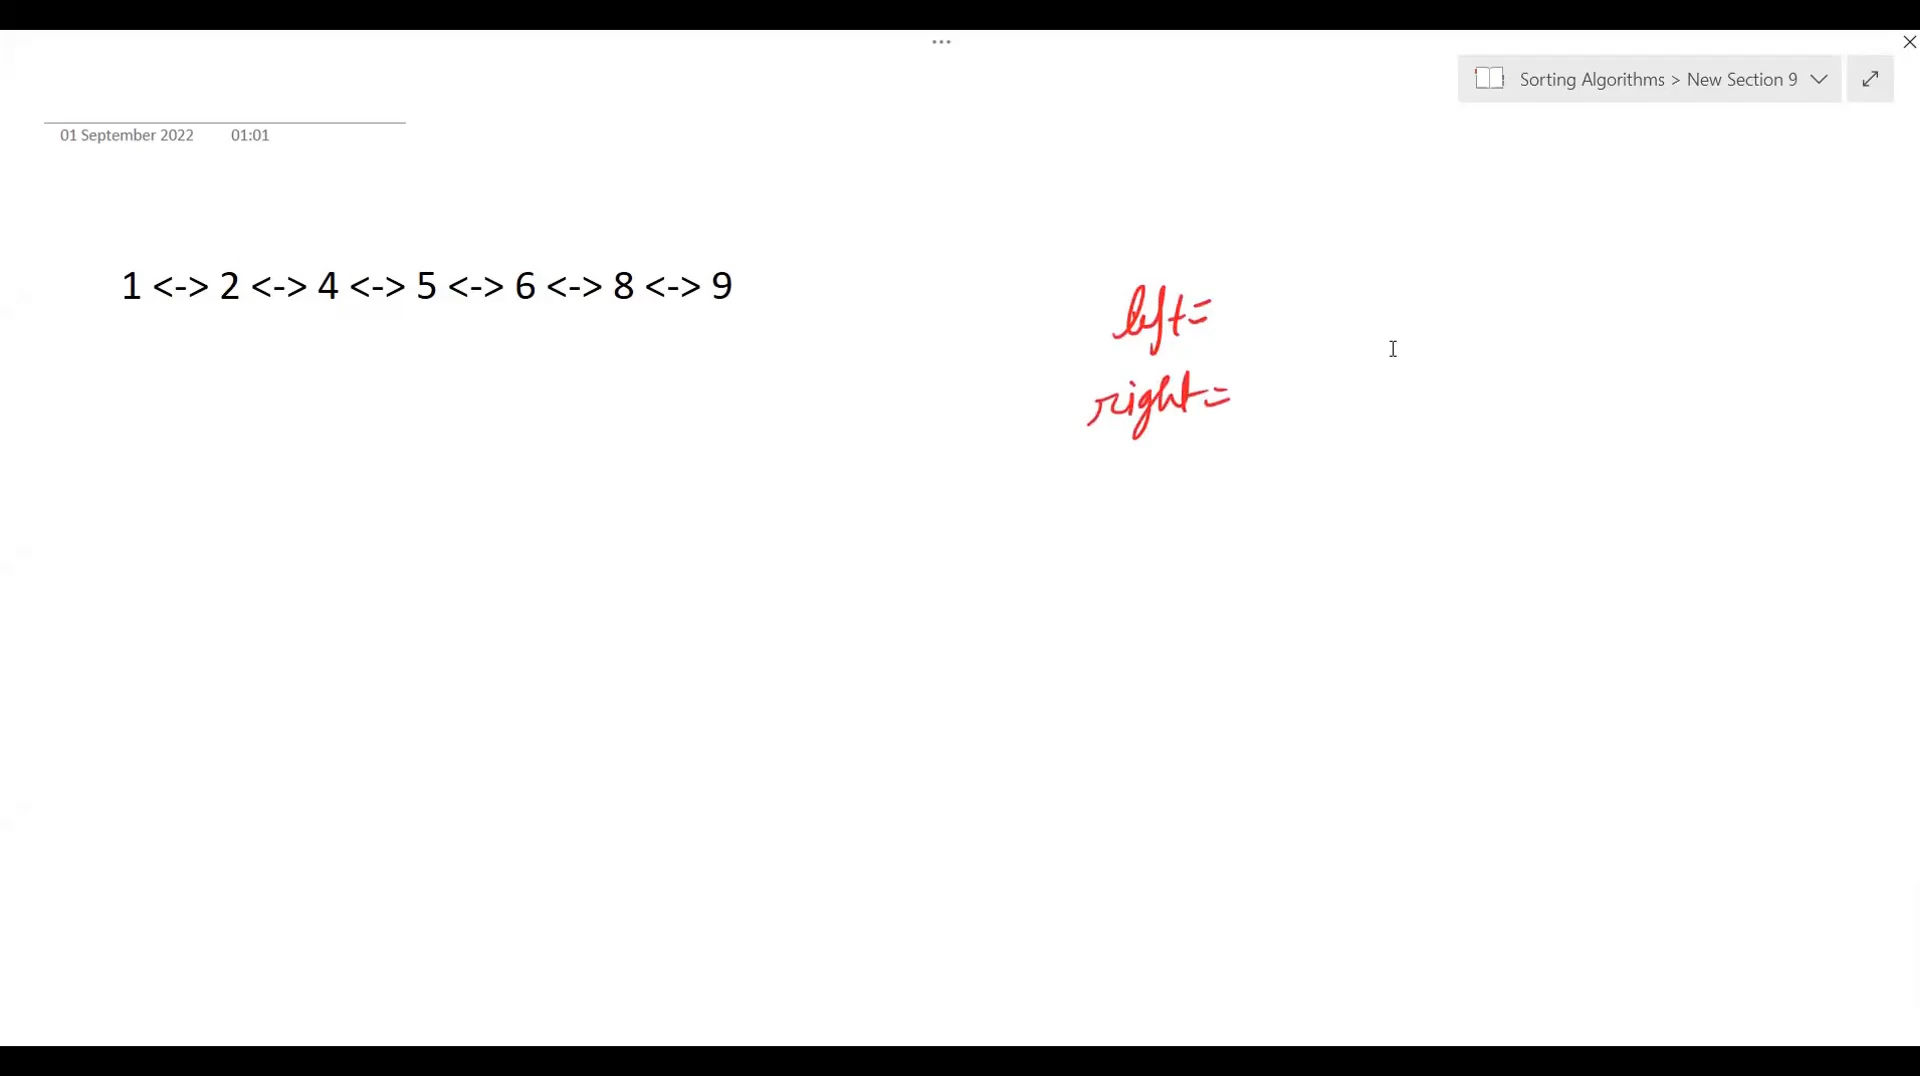 Sorting Algorithms > New Section 9
01 September 2022 01:01
1 <-> 2 <-> 4 <-> 5 <-> 6 <-> 8 <-> 9
left=
right=